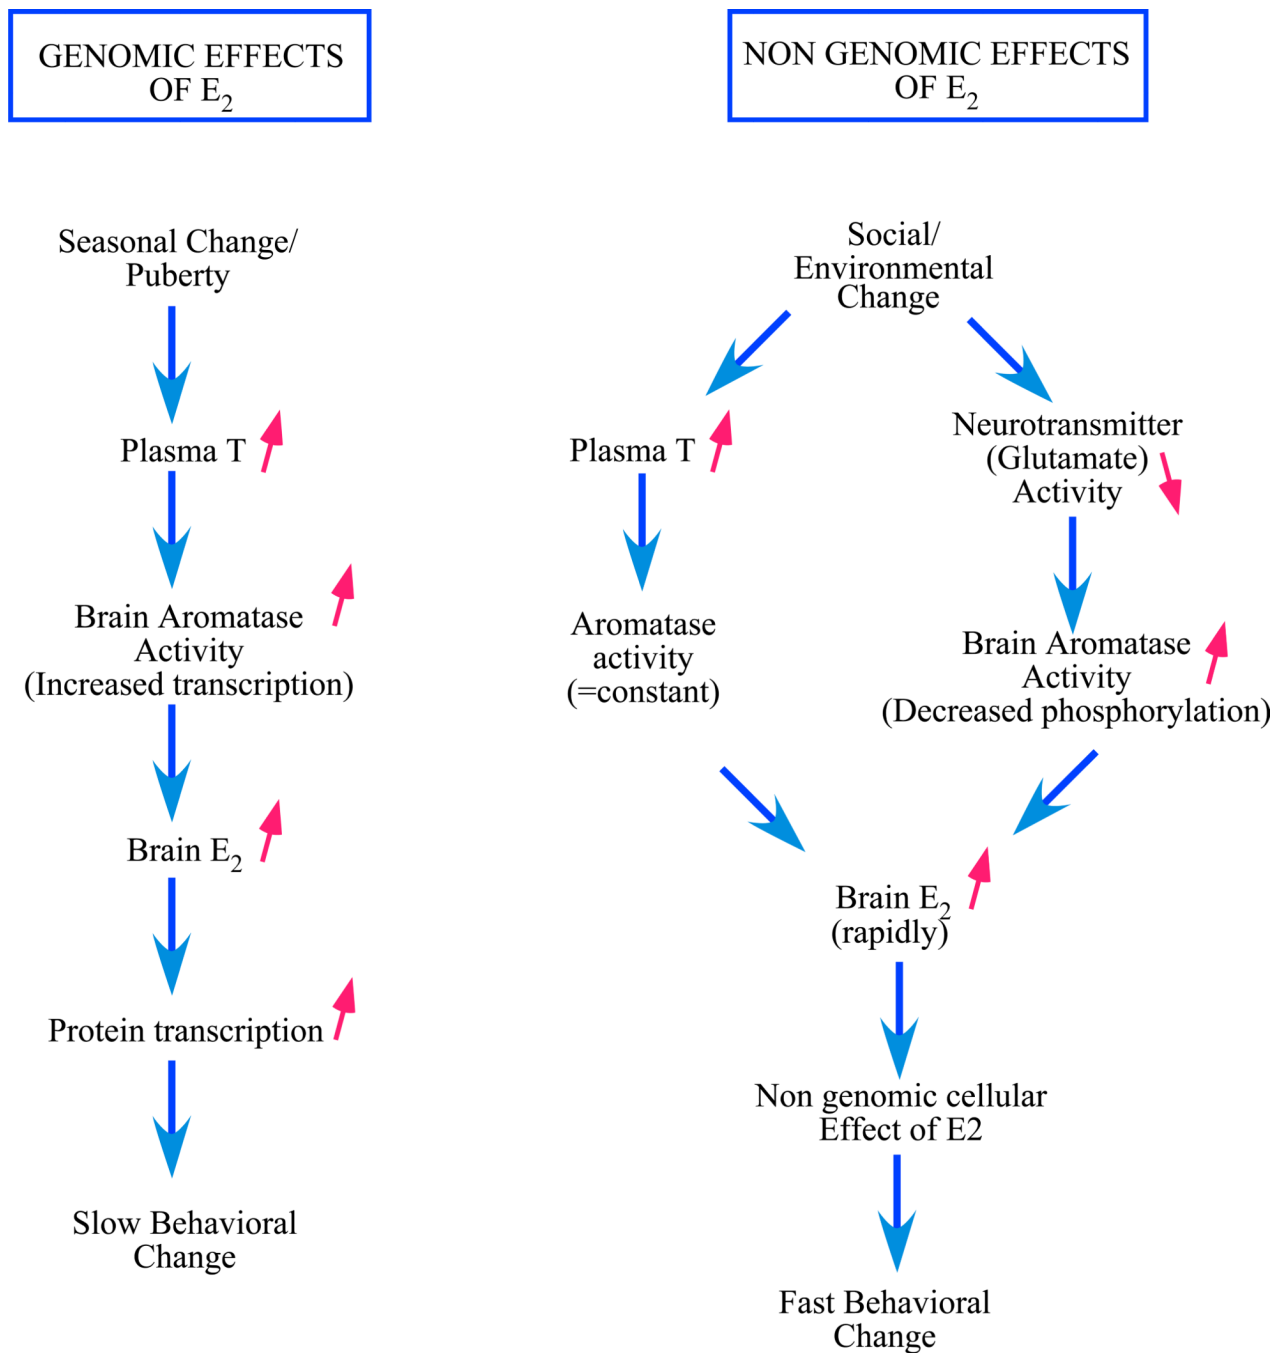 GENOMIC EFFECTS
OF E₂
Seasonal Change/
Puberty
Plasma T
Brain Aromatase
Activity
(Increased transcription)
Brain E₂
Protein transcription
Slow Behavioral
Change
NON GENOMIC EFFECTS
OF E₂
Social/
Environmental
Change
Plasma T
Aromatase
activity
(=constant)
Neurotransmitter
(Glutamate)
Activity
Brain Aromatase
Activity
(Decreased phosphorylation)
Brain E₂
(rapidly)
Non genomic cellular
Effect of E2
Fast Behavioral
Change